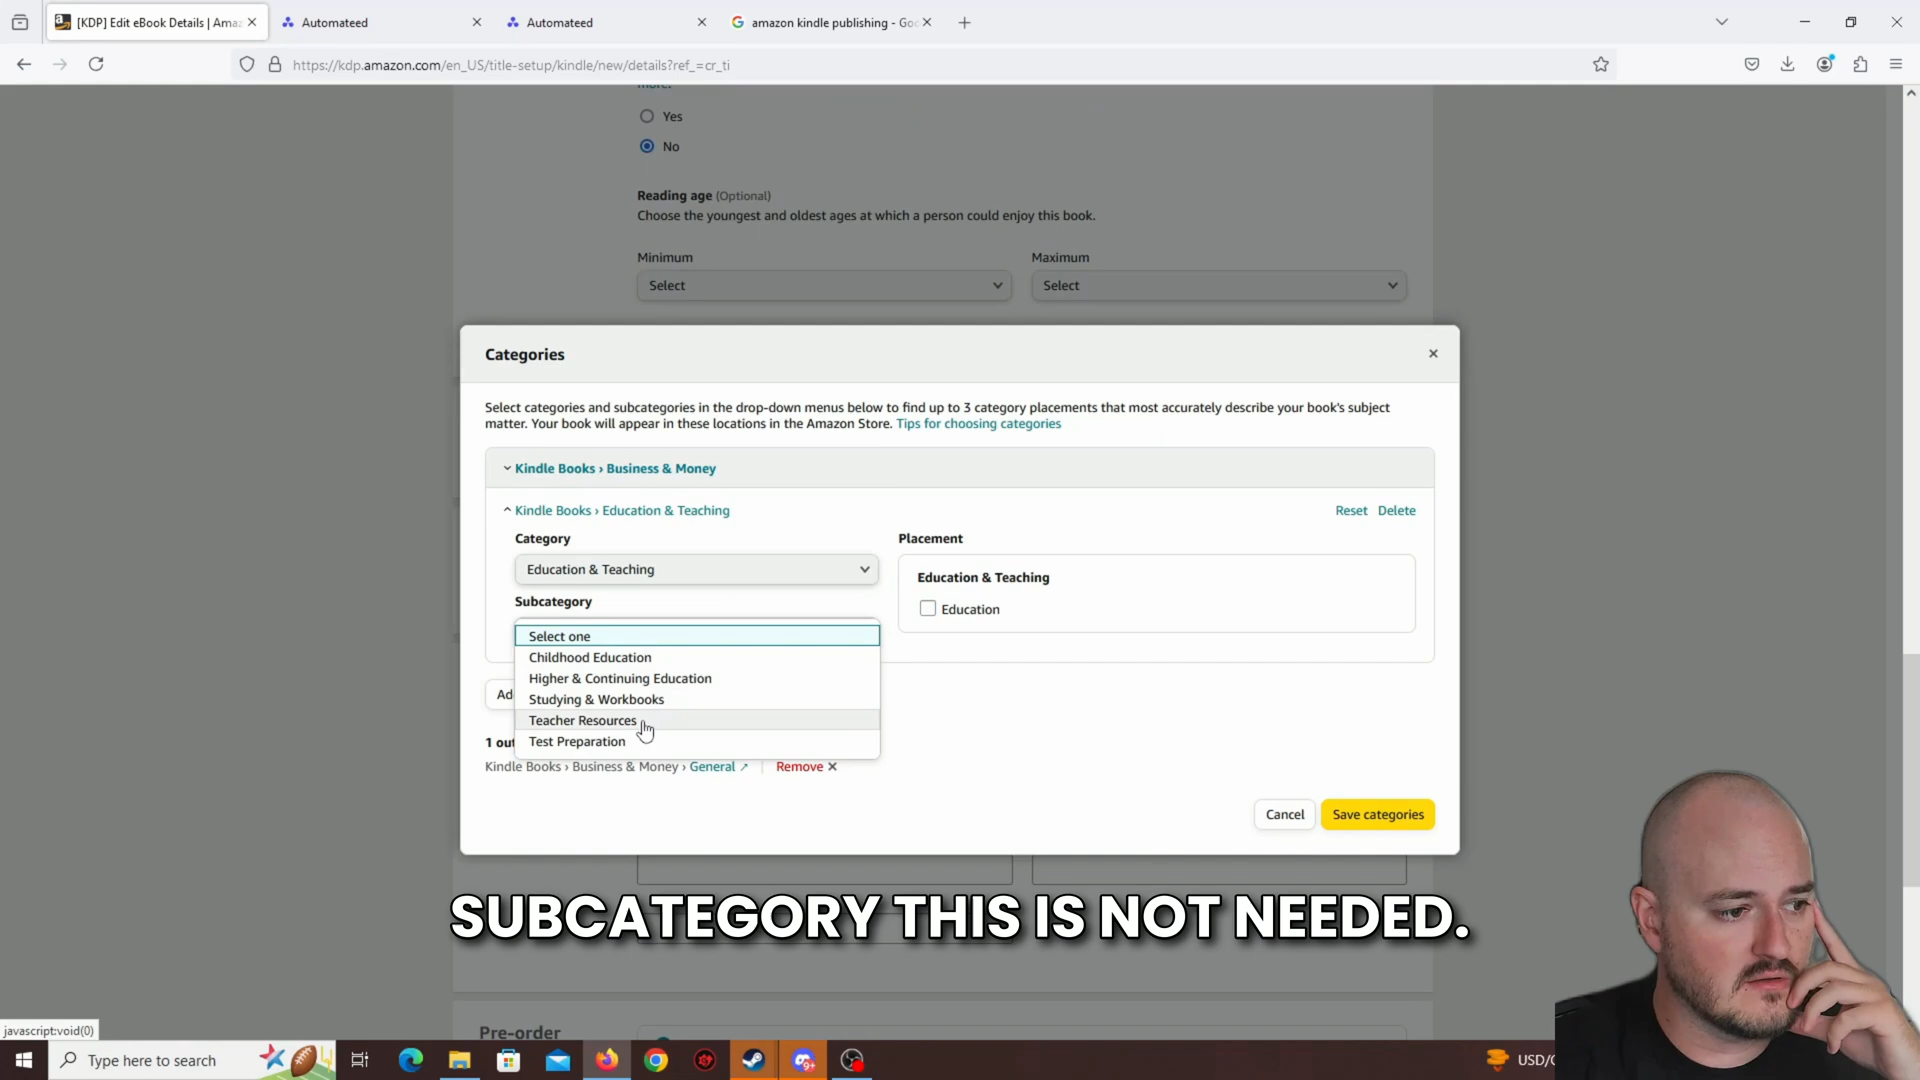 [KDP] Edit eBook Details | Amaz
Automateed
Automateed
amazon kindle publishing - Goo
https://kdp.amazon.com/en_US/title-setup/kindle/new/details?ref_=cr_ti
more.
Yes
No
Reading age (Optional)
Choose the youngest and oldest ages at which a person could enjoy this book.
Minimum
Maximum
Select
Select
Categories
Select categories and subcategories in the drop-down menus below to find up to 3 category placements that most accurately describe your book's subject
matter. Your book will appear in these locations in the Amazon Store. Tips for choosing categories
Kindle Books › Business & Money
Kindle Books › Education & Teaching
Reset
Delete
Category
Placement
Education & Teaching
Education & Teaching
Subcategory
Education
Select one
Childhood Education
Higher & Continuing Education
Studying & Workbooks
Teacher Resources
Test Preparation
Ad
1 out
Kindle Books › Business & Money › General
Remove
Cancel
Save categories
SUBCATEGORY THIS IS NOT NEEDED.
Pre-order
javascript:void(0)
Type here to search
USD/